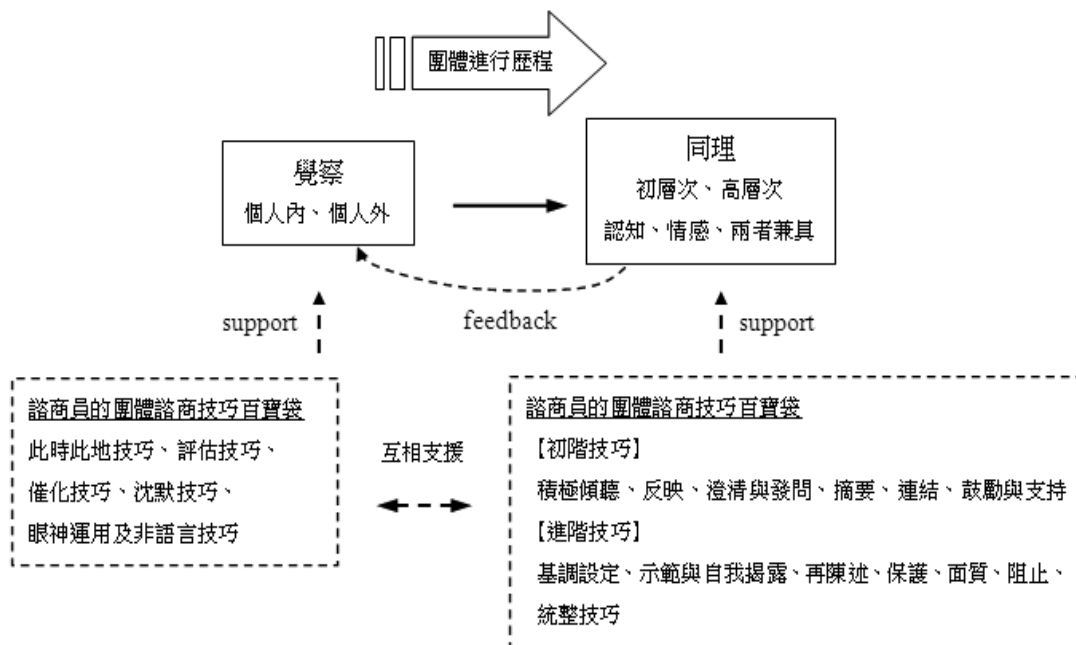 團體進行歷程
覺察
個人內、個人外
同理
初層次、高層次
認知、情感、兩者兼具
support
feedback
support
諮商員的團體諮商技巧百寶袋
此時此地技巧、評估技巧、
催化技巧、沈默技巧、
眼神運用及非語言技巧
互相支援
諮商員的團體諮商技巧百寶袋
【初階技巧】
積極傾聽、反映、澄清與發問、摘要、連結、鼓勵與支持
【進階技巧】
基調設定、示範與自我揭露、再陳述、保護、面質、阻止、
統整技巧